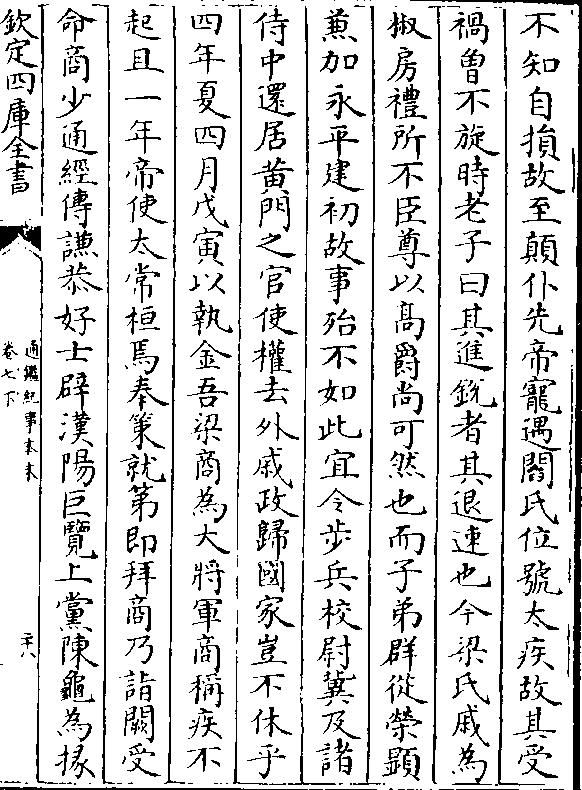 不知自損故至顛仆先帝寵遇閻氏位號太疾故其受
禍曽不旋時老子曰其進銳者其退速也今梁氏戚為
椒房禮所不臣尊以髙爵尚可然也而子弟群從榮顯
兼加永平建初故事殆不如此宜令步兵校尉冀及諸
侍中還居黄門之官使權去外戚政歸國家豈不休乎
四年夏四月戊寅以執金吾梁商為大將軍商稱疾不
起且一年帝使太常桓焉奉策就第即拜商乃詣闕受
命商少通經傳謙恭好士辟漢陽巨覽上黨陳龜為掾
欽定四庫全書
通鑑紀事本末
卷七下
二十八